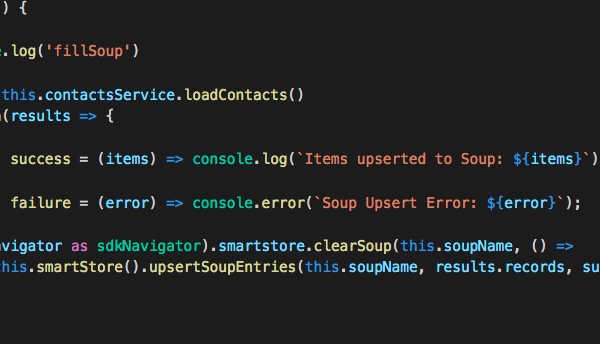 ) {
.log('fillSoup')
this.contactsService.loadContacts()
(results => {
success = (items) => console.log(`Items upserted to Soup: ${items}`)
failure = (error) => console.error(`Soup Upsert Error: ${error}`);
avigator as sdkNavigator).smartstore.clearSoup(this.soupName, () =>
this.smartStore().upsertSoupEntries(this.soupName, results.records, su